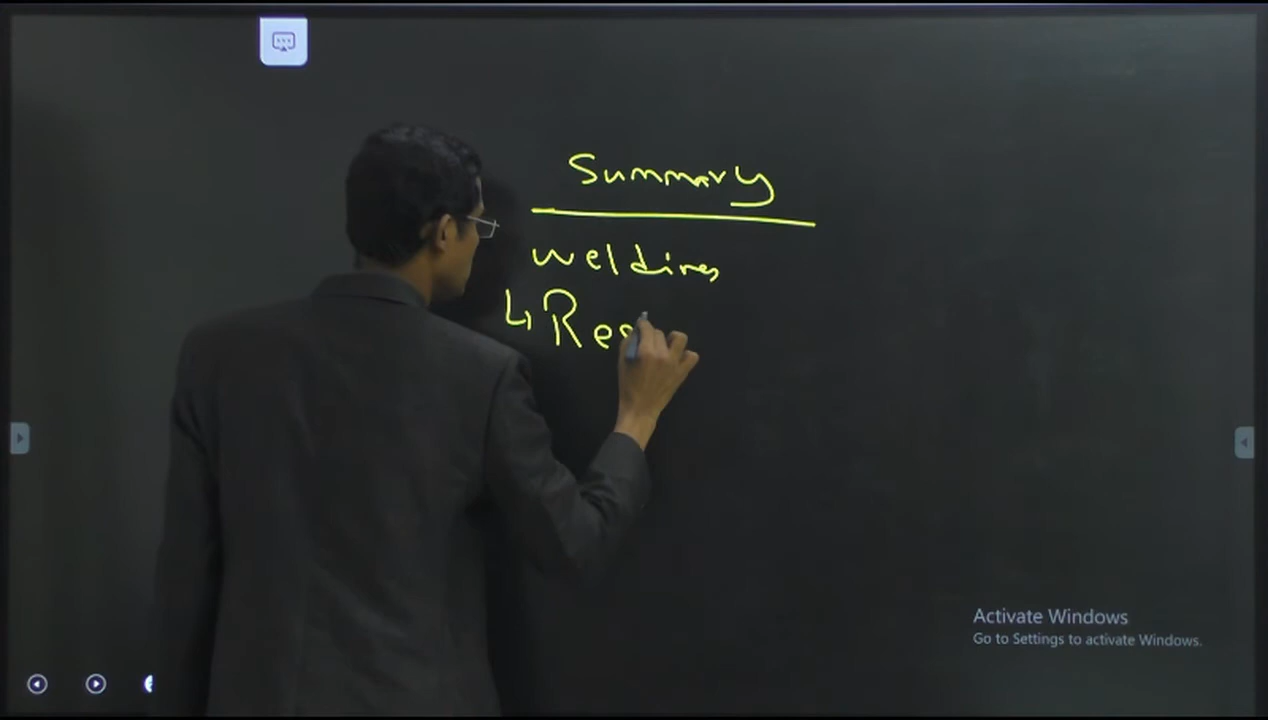 Summary
welding
↳ Res
Activate Windows
Go to Settings to activate Windows.